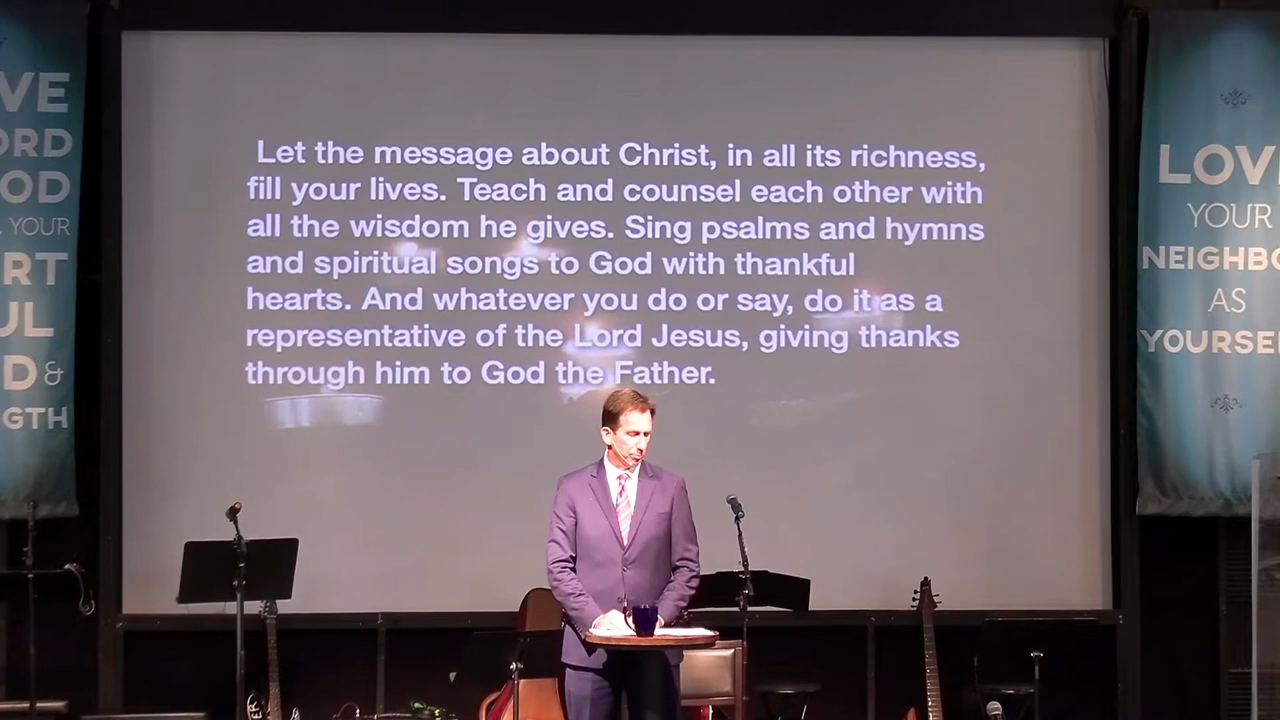 VE
ORD
OD
YOUR
RT
UL
D &
GTH
Let the message about Christ, in all its richness,
fill your lives. Teach and counsel each other with
all the wisdom he gives. Sing psalms and hymns
and spiritual songs to God with thankful
hearts. And whatever you do or say, do it as a
representative of the Lord Jesus, giving thanks
through him to God the Father.
LOV
YOUR
NEIGHBO
AS
YOURSE